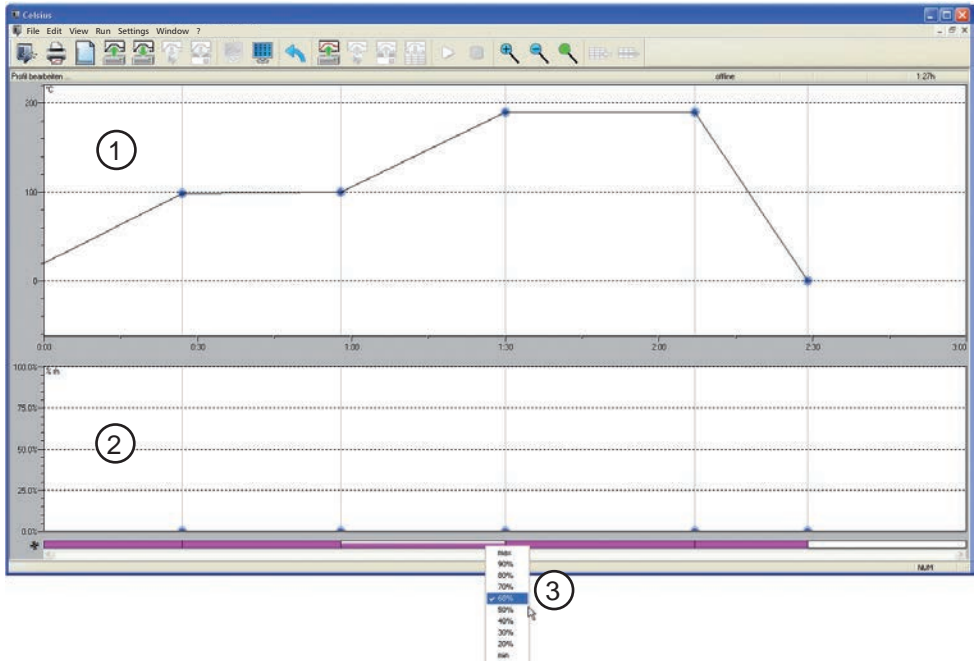 Celsius
File Edit View Run Settings Window ?
Profil bearbeiten ... offline 1:27h
°C
200
1
100
0
0:00 0:30 1:00 1:30 2:00 2:30 3:00
100.0% % rh
75.0%
2
50.0%
25.0%
0.0%
NUM
max
90%
80%
70%
60%
3
50%
40%
30%
20%
min